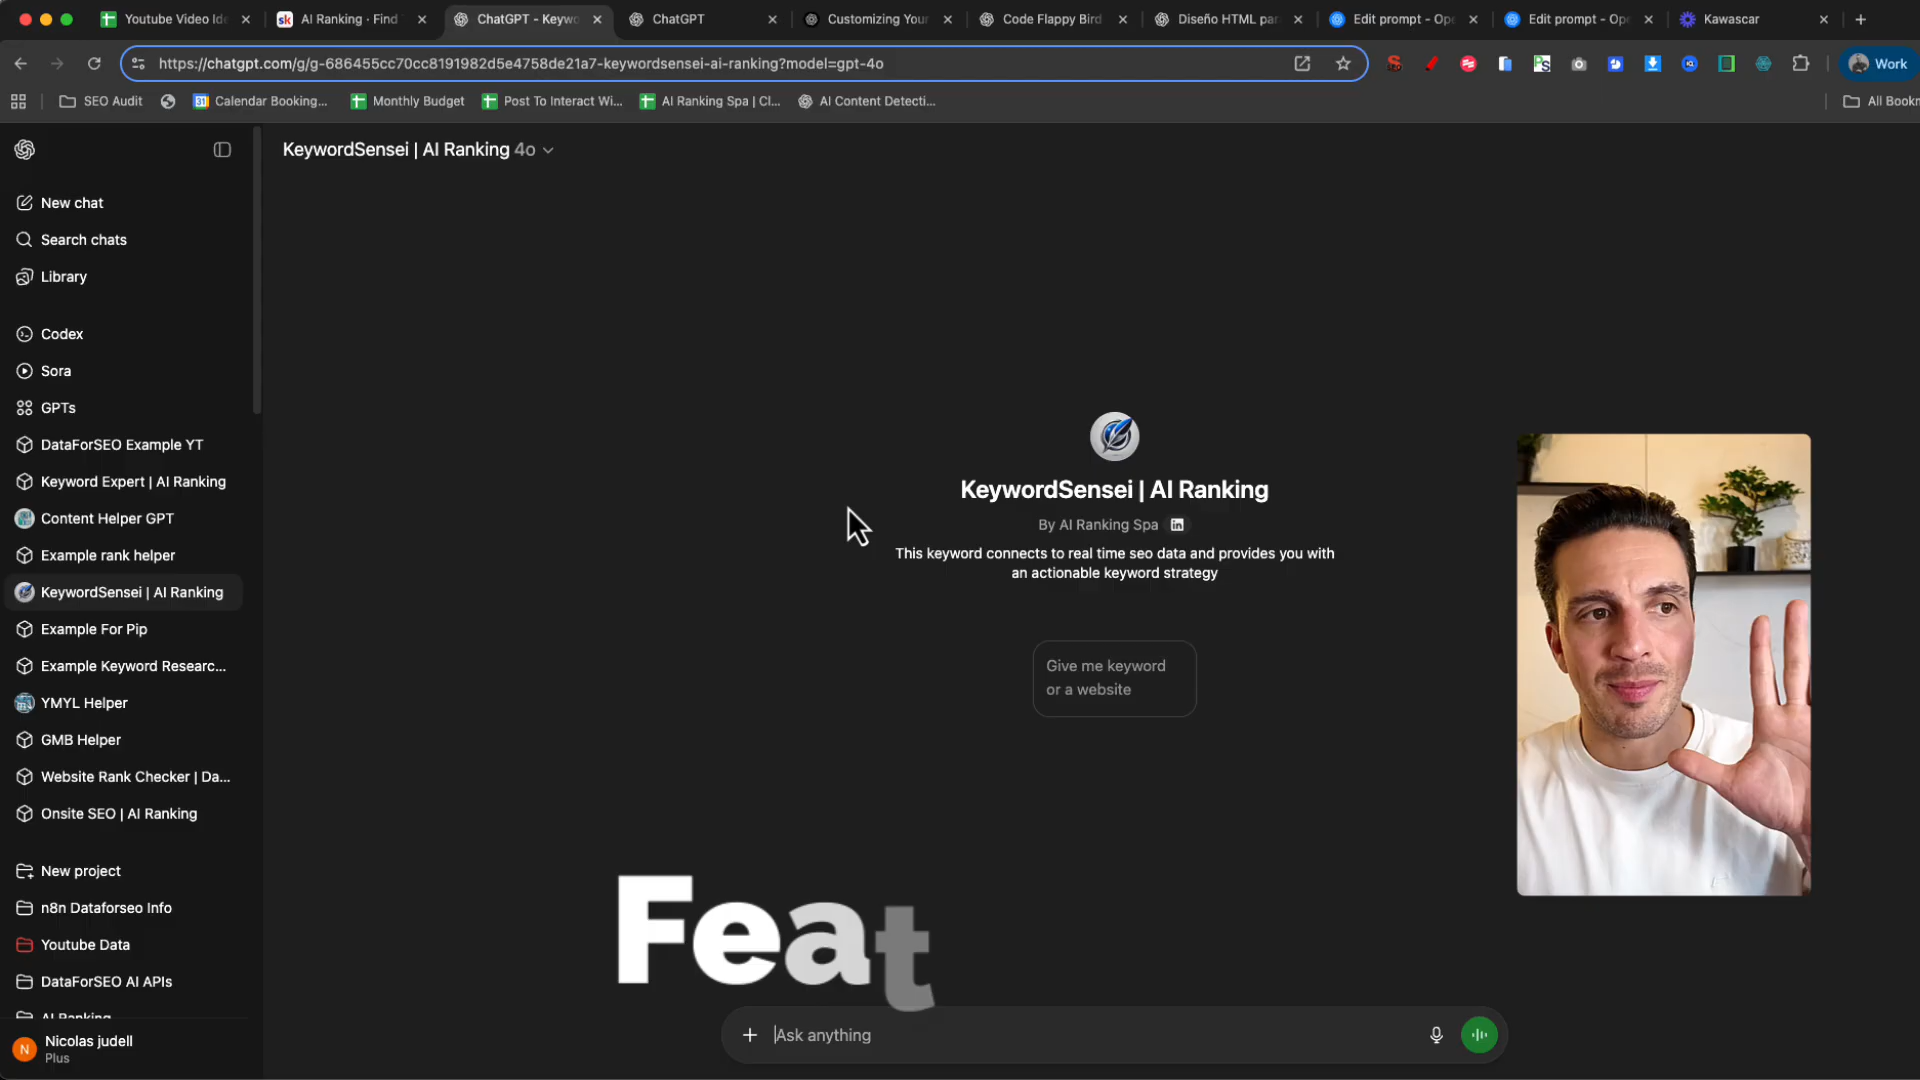 Youtube Video Ide
AI Ranking · Find
ChatGPT - Keywo
ChatGPT
Customizing Your
Code Flappy Bird
Diseño HTML par
Edit prompt - Ope
Edit prompt - Ope
Kawascar
https://chatgpt.com/g/g-686455cc70cc8191982d5e4758de21a7-keywordsensei-ai-ranking?model=gpt-4o
Work
SEO Audit
Calendar Booking...
Monthly Budget
Post To Interact Wi...
AI Ranking Spa | Cl...
AI Content Detecti...
All Bookm
KeywordSensei | AI Ranking 4o
New chat
Search chats
Library
Codex
Sora
GPTs
DataForSEO Example YT
Keyword Expert | AI Ranking
Content Helper GPT
Example rank helper
KeywordSensei | AI Ranking
Example For Pip
Example Keyword Researc...
YMYL Helper
GMB Helper
Website Rank Checker | Da...
Onsite SEO | AI Ranking
New project
n8n Dataforseo Info
Youtube Data
DataForSEO AI APIs
AI Ranking
N
Nicolas judell
Plus
KeywordSensei | AI Ranking
By AI Ranking Spa
This keyword connects to real time seo data and provides you with
an actionable keyword strategy
Give me keyword
or a website
Feat
Ask anything